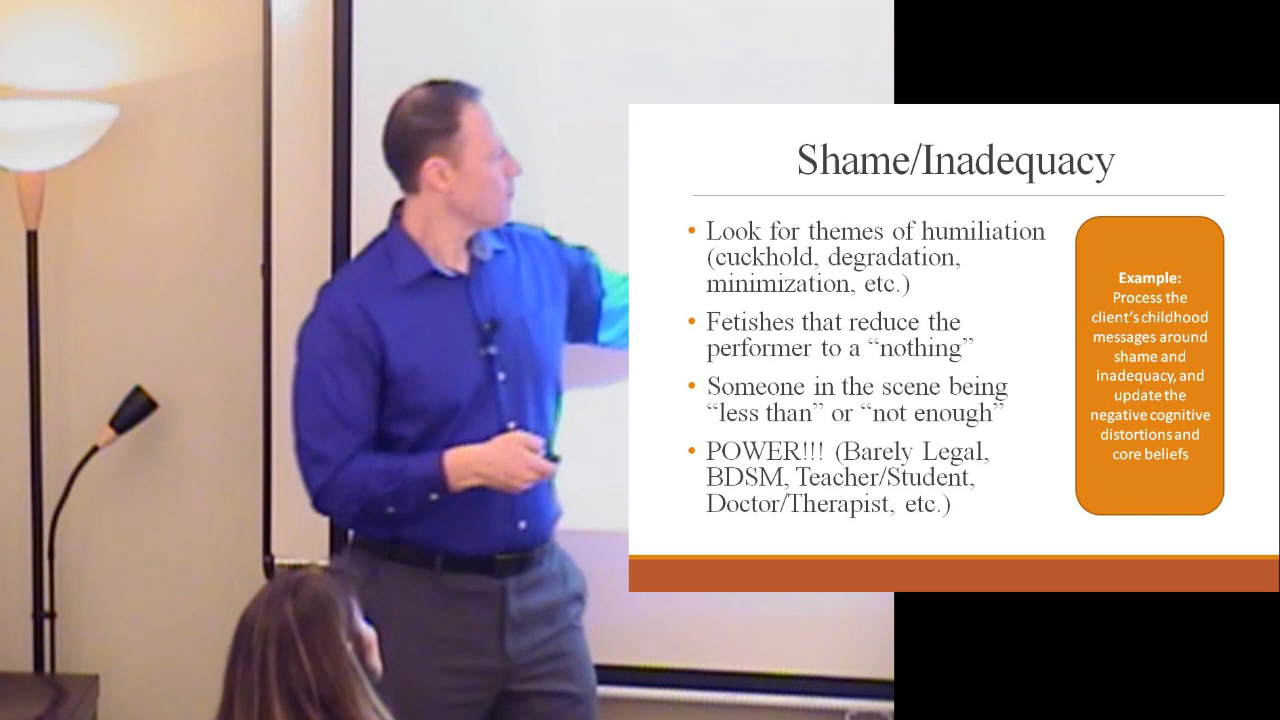 Shame/Inadequacy
• Look for themes of humiliation
(cuckhold, degradation,
minimization, etc.)
• Fetishes that reduce the
performer to a “nothing”
• Someone in the scene being
“less than” or “not enough”
• POWER!!! (Barely Legal,
BDSM, Teacher/Student,
Doctor/Therapist, etc.)
Example:
Process the
client’s childhood
messages around
shame and
inadequacy, and
update the
negative cognitive
distortions and
core beliefs